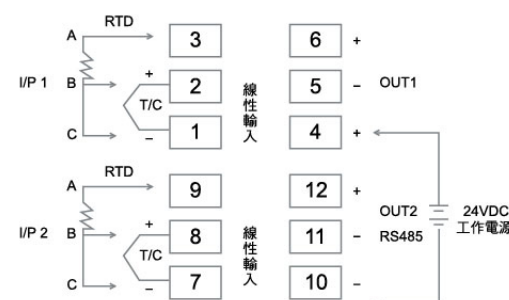 RTD
A 3 6 +
I/P 1 B + 2 5 - OUT1
T/C 線性輸入
C - 1 4 +
RTD
A 9 12 +
OUT2 24VDC
I/P 2 B + 8 11 - RS485 工作電源
T/C 線性輸入
C - 7 10 -